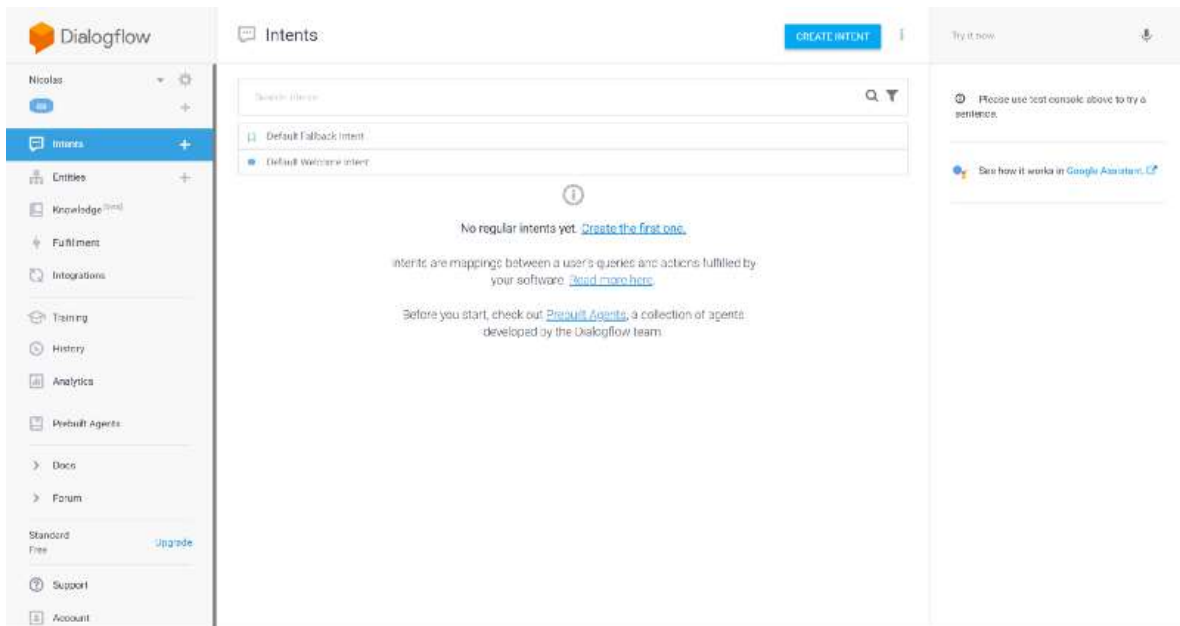 Dialogflow
Nicolas
en
Intents
Entities
Knowledge [beta]
Fulfillment
Integrations
Training
History
Analytics
Prebuilt Agents
Docs
Forum
Standard
Free
Upgrade
Support
Account
Intents
CREATE INTENT
Search intents
Default Fallback Intent
Default Welcome Intent
No regular intents yet. Create the first one.
Intents are mappings between a user's queries and actions fulfilled by
your software. Read more here.
Before you start, check out Prebuilt Agents, a collection of agents
developed by the Dialogflow team
Try it now
Please use test console above to try a
sentence.
See how it works in Google Assistant.